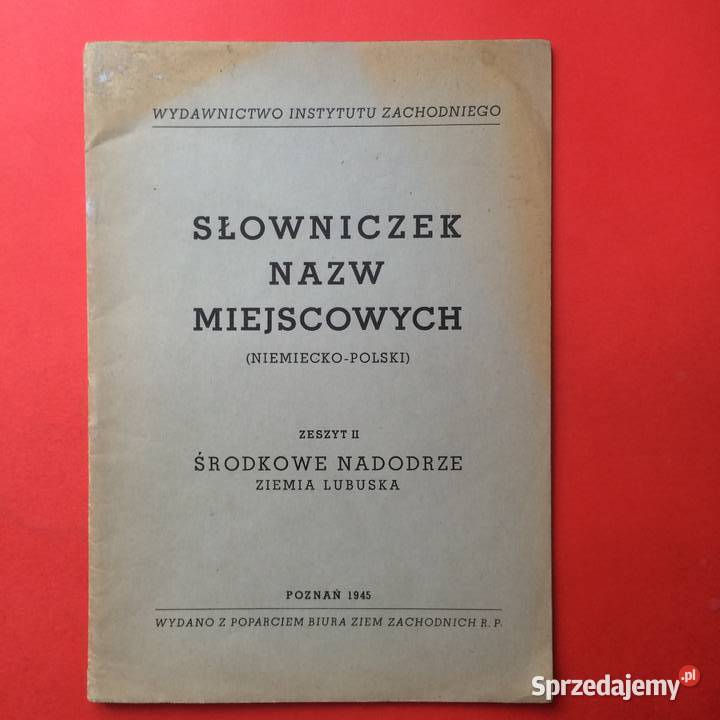 WYDAWNICTWO INSTYTUTU ZACHODNIEGO
SŁOWNICZEK
NAZW
MIEJSCOWYCH
(NIEMIECKO-POLSKI)
ZESZYT II
ŚRODKOWE NADODRZE
ZIEMIA LUBUSKA
POZNAŃ 1945
WYDANO Z POPARCIEM BIURA ZIEM ZACHODNICH R. P.
Sprzedajemy.pl